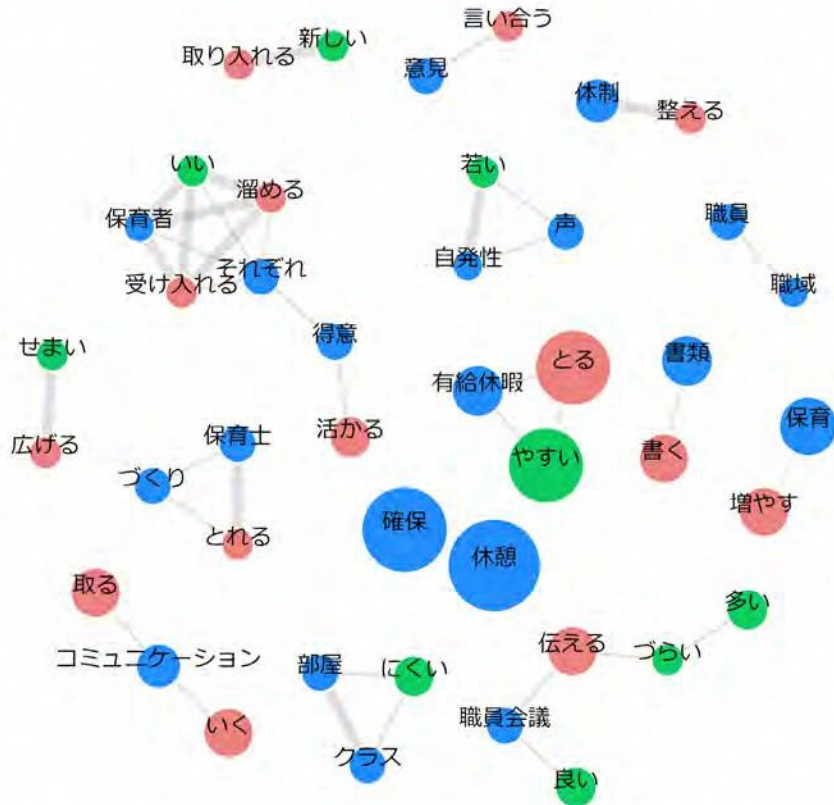 言い合う
新しい
取り入れる
意見
体制
整える
いい
若い
溜める
保育者
職員
声
自発性
それぞれ
受け入れる
職域
得意
せまい
とる
書類
有給休暇
保育
活かる
保育士
広げる
やすい
書く
づくり
増やす
確保
とれる
休憩
取る
多い
コミュニケーション
部屋
にくい
伝える
づらい
いく
職員会議
クラス
良い